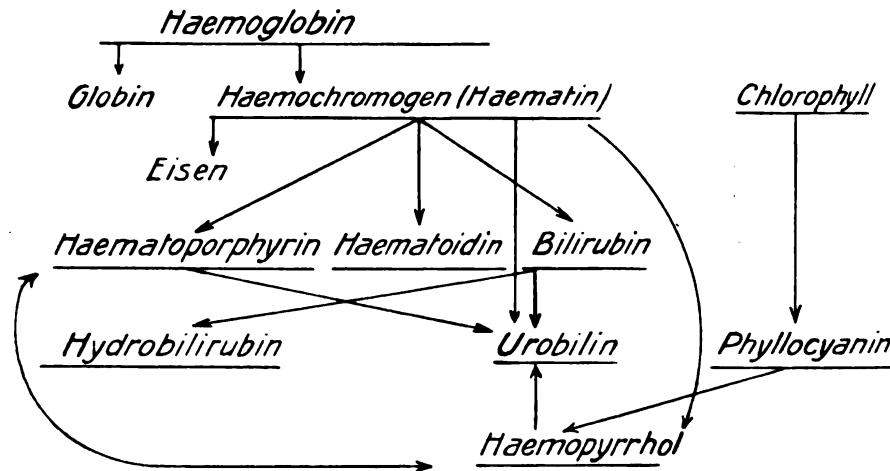 Haemoglobin
Globin Haemochromogen (Haematin) Chlorophyll
Eisen
Haematoporphyrin Haematoidin Bilirubin
Hydrobilirubin Urobilin Phyllocyanin
Haemopyrrhol